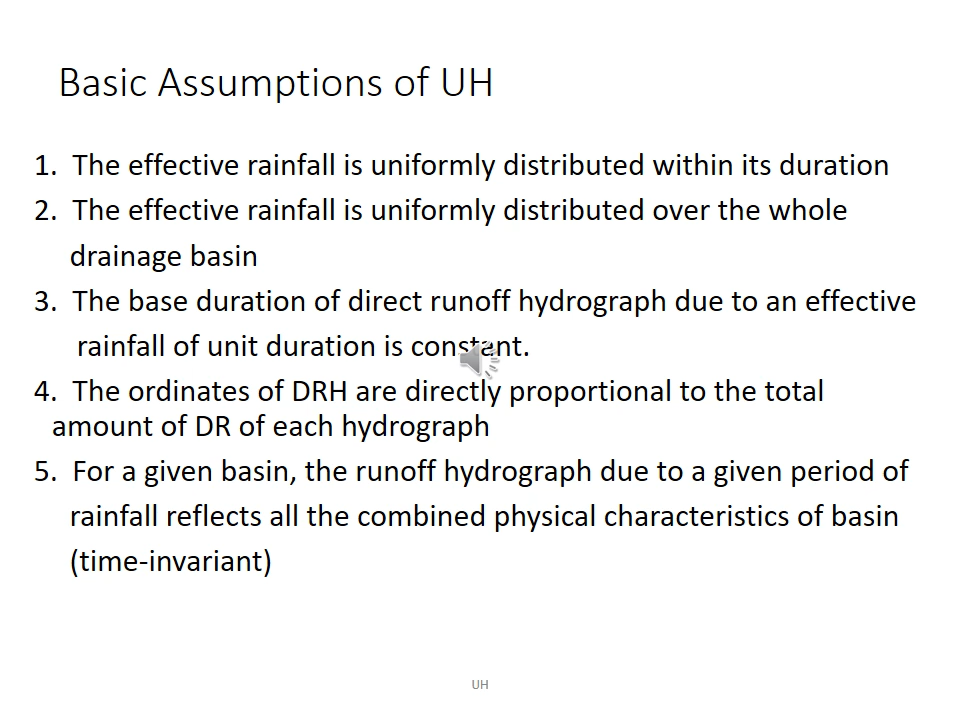 Basic Assumptions of UH
1. The effective rainfall is uniformly distributed within its duration
2. The effective rainfall is uniformly distributed over the whole
drainage basin
3. The base duration of direct runoff hydrograph due to an effective
rainfall of unit duration is constant.
4. The ordinates of DRH are directly proportional to the total
amount of DR of each hydrograph
5. For a given basin, the runoff hydrograph due to a given period of
rainfall reflects all the combined physical characteristics of basin
(time-invariant)
UH